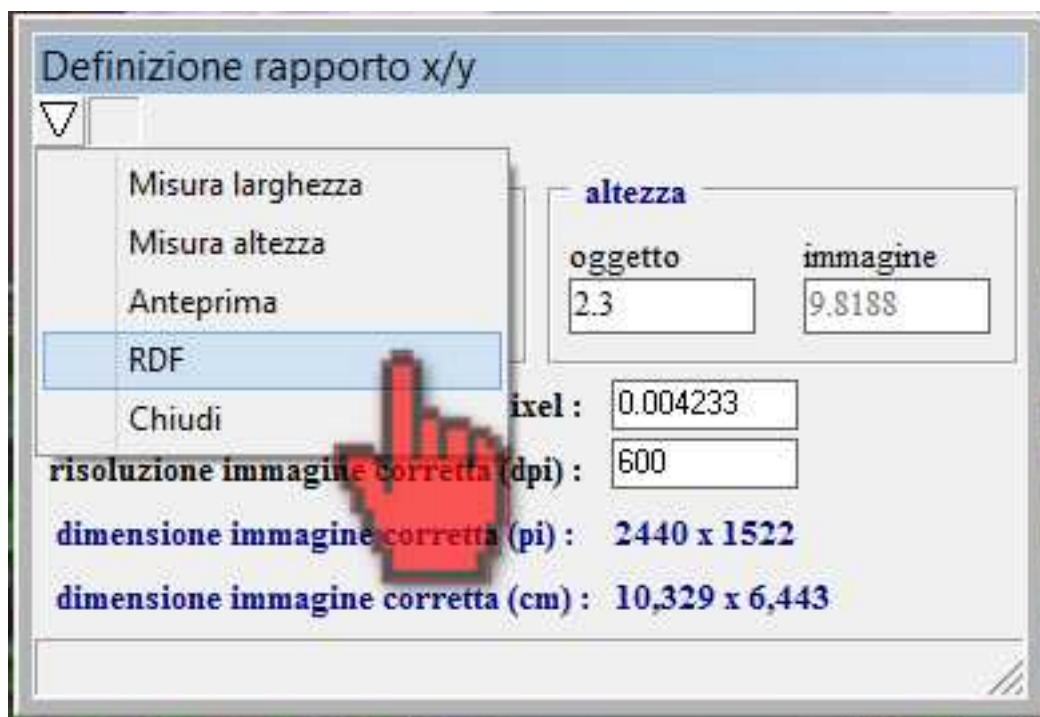 Definizione rapporto x/y
Misura larghezza
Misura altezza
Anteprima
RDF
Chiudi
altezza
oggetto immagine
2.3 9.8188
ixel : 0.004233
risoluzione immagine corretta (dpi) : 600
dimensione immagine corretta (pi) : 2440 x 1522
dimensione immagine corretta (cm) : 10,329 x 6,443